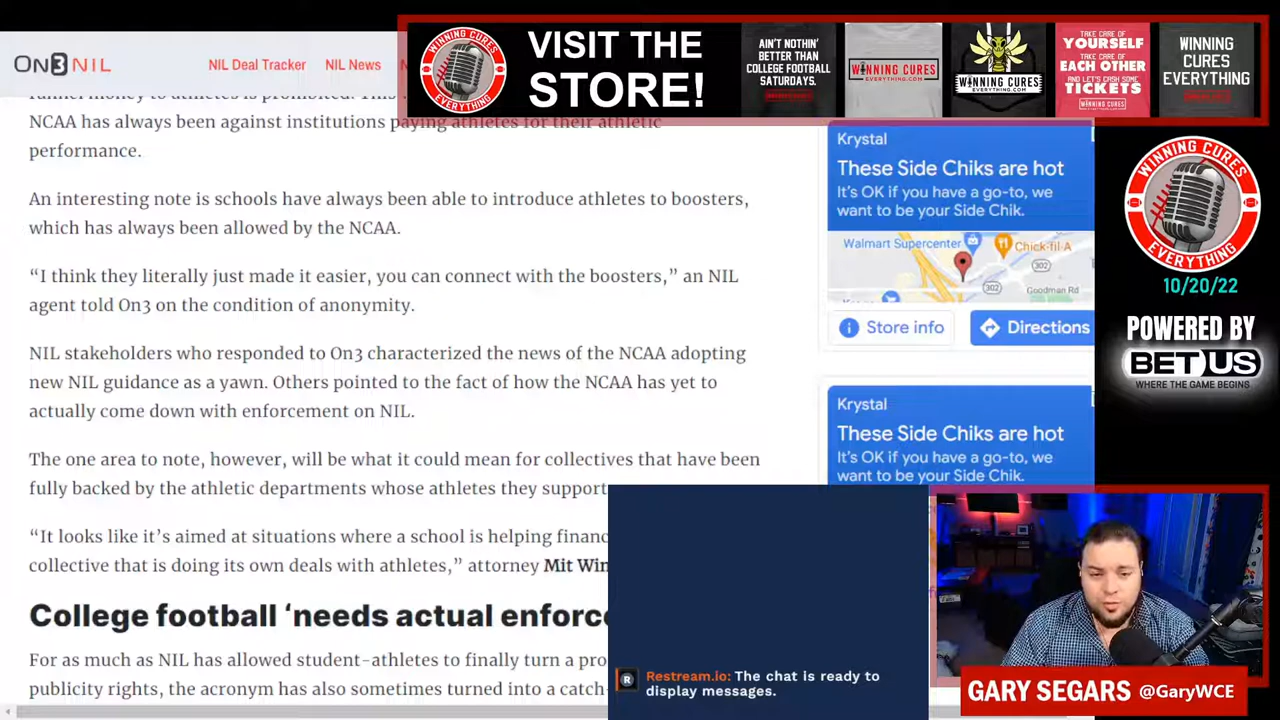 ON3 NIL
NIL Deal Tracker
NIL News
NCAA has always been against institutions paying athletes for their athletic
performance.
An interesting note is schools have always been able to introduce athletes to boosters,
which has always been allowed by the NCAA.
“I think they literally just made it easier, you can connect with the boosters,” an NIL
agent told On3 on the condition of anonymity.
NIL stakeholders who responded to On3 characterized the news of the NCAA adopting
new NIL guidance as a yawn. Others pointed to the fact of how the NCAA has yet to
actually come down with enforcement on NIL.
The one area to note, however, will be what it could mean for collectives that have been
fully backed by the athletic departments whose athletes they support
“It looks like it’s aimed at situations where a school is helping financ
collective that is doing its own deals with athletes,” attorney Mit Win
College football ‘needs actual enforc
For as much as NIL has allowed student-athletes to finally turn a pro
publicity rights, the acronym has also sometimes turned into a catch-
WINNING CURES
EVERYTHING
VISIT THE
STORE!
AIN'T NOTHIN'
BETTER THAN
COLLEGE FOOTBALL
SATURDAYS.
WINNING CURES
WINNING CURES
TAKE CARE OF
YOURSELF
TAKE CARE OF
EACH OTHER
AND LET'S CASH SOME
TICKETS
WINNING CURES
WINNING
CURES
EVERYTHING
Krystal
These Side Chiks are hot
It's OK if you have a go-to, we
want to be your Side Chik.
Walmart Supercenter
Chick-fil-A
302
302
Goodman Rd
Store info
Directions
Krystal
These Side Chiks are hot
It's OK if you have a go-to, we
want to be your Side Chik.
WINNING CURES
EVERYTHING
10/20/22
POWERED BY
BETUS
WHERE THE GAME BEGINS
R
Restream.io: The chat is ready to
display messages.
GARY SEGARS @GaryWCE